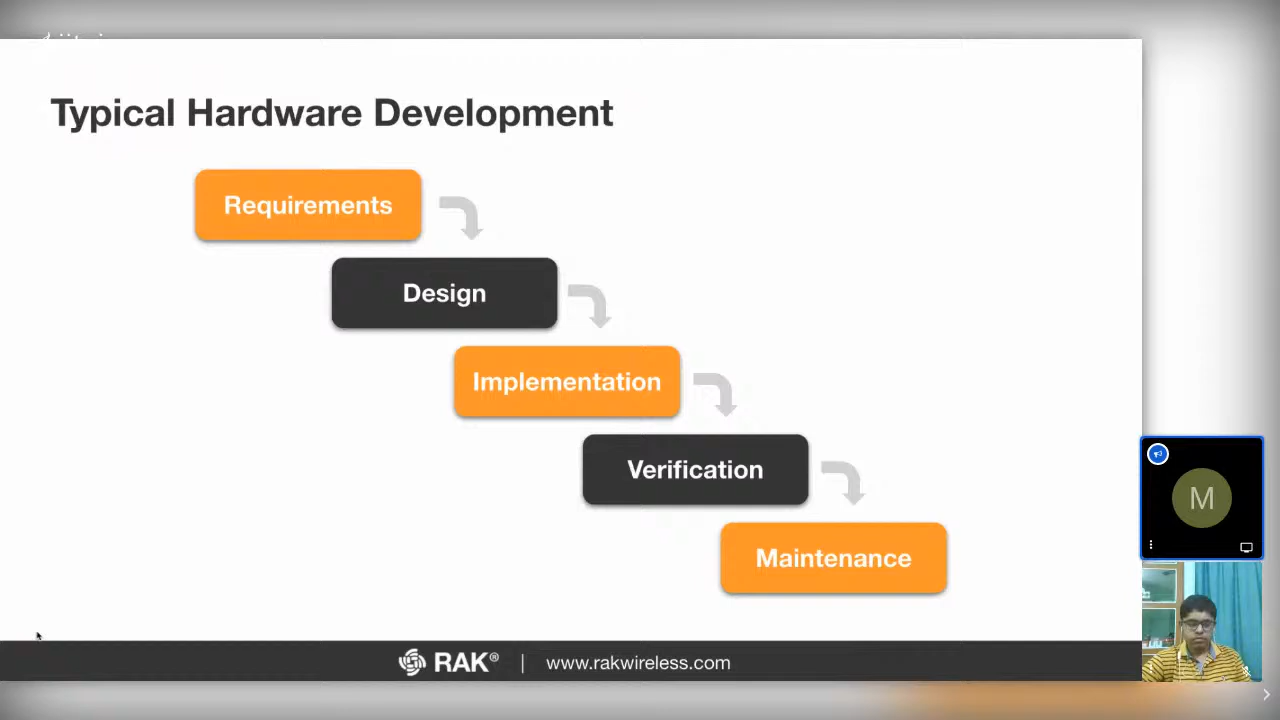 Typical Hardware Development
Requirements
Design
Implementation
Verification
Maintenance
RAK® | www.rakwireless.com
M